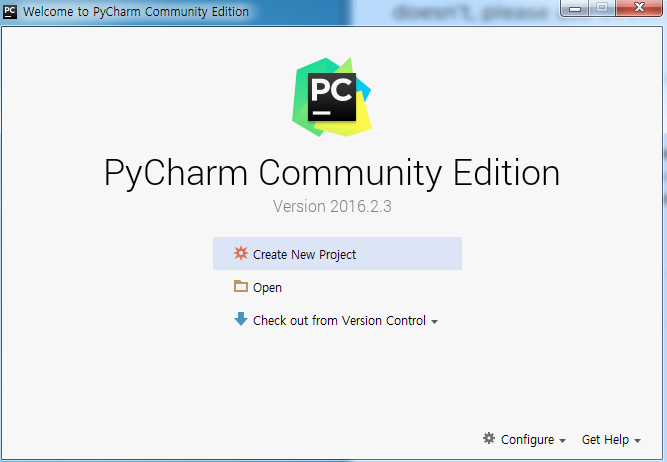 PC Welcome to PyCharm Community Edition
doesn't, please
PC
PyCharm Community Edition
Version 2016.2.3
Create New Project
Open
Check out from Version Control
Configure Get Help